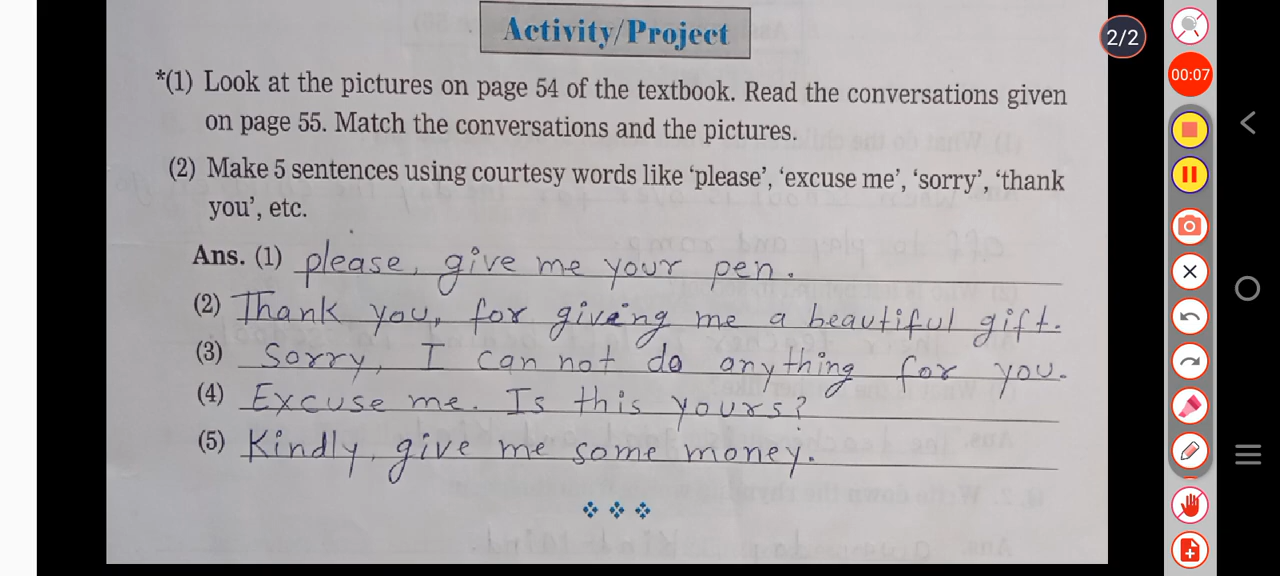 Activity/Project
2/2
00:07
*(1) Look at the pictures on page 54 of the textbook. Read the conversations given
on page 55. Match the conversations and the pictures.
(2) Make 5 sentences using courtesy words like ‘please’, ‘excuse me’, ‘sorry’, ‘thank
you’, etc.
Ans. (1) please, give me your pen.
(2) Thank you, for giving me a beautiful gift.
(3) Sorry, I can not do anything for you.
(4) Excuse me. Is this yours?
(5) Kindly, give me some money.